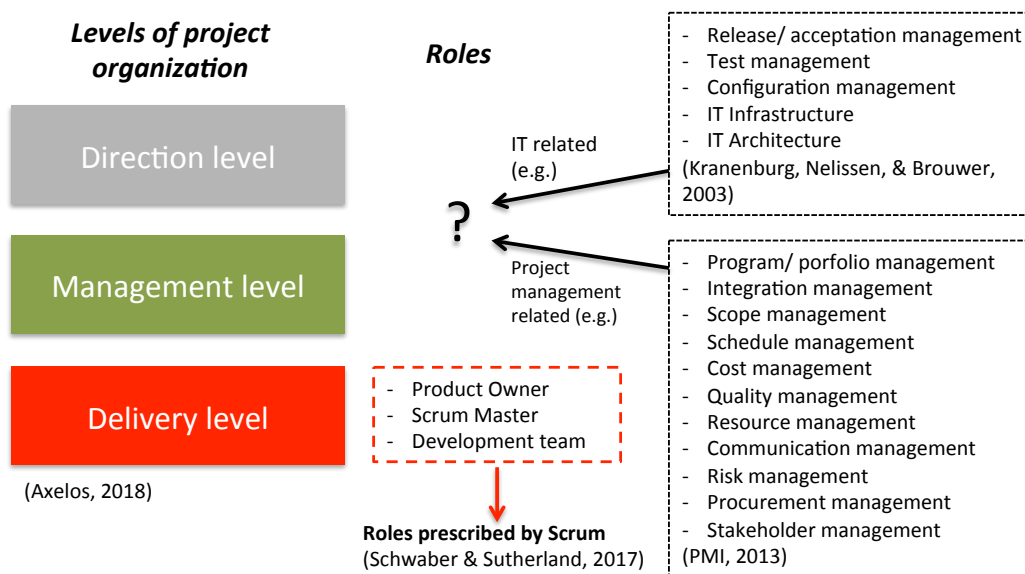 Levels of project
organization
Direction level
Management level
Delivery level
(Axelos, 2018)
Roles
IT related
(e.g.)
?
Project
management
related (e.g.)
- Product Owner
- Scrum Master
- Development team
Roles prescribed by Scrum
(Schwaber & Sutherland, 2017)
- Release/ acceptation management
- Test management
- Configuration management
- IT Infrastructure
- IT Architecture
(Kranenburg, Nelissen, & Brouwer,
2003)
- Program/ porfolio management
- Integration management
- Scope management
- Schedule management
- Cost management
- Quality management
- Resource management
- Communication management
- Risk management
- Procurement management
- Stakeholder management
(PMI, 2013)